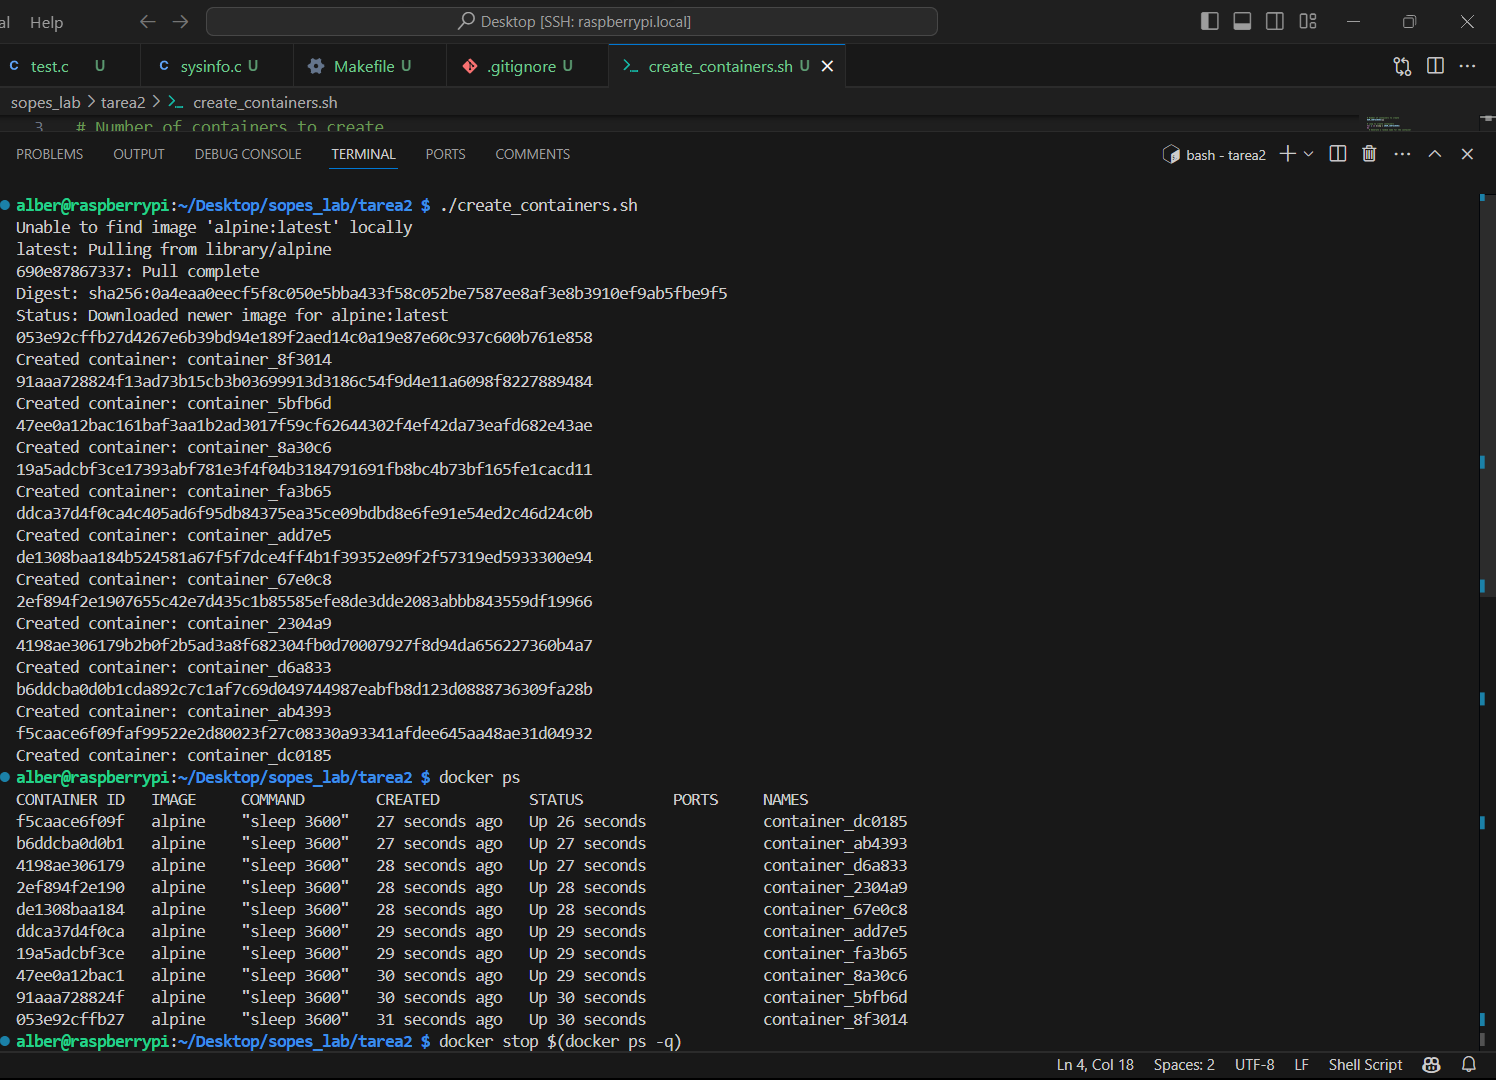 al Help Desktop [SSH: raspberrypi.local]
test.c U sysinfo.c U Makefile U .gitignore U create_containers.sh U
sopes_lab > tarea2 > create_containers.sh
3 # Number of containers to create
PROBLEMS OUTPUT DEBUG CONSOLE TERMINAL PORTS COMMENTS bash - tarea2
alber@raspberrypi:~/Desktop/sopes_lab/tarea2 $ ./create_containers.sh
Unable to find image 'alpine:latest' locally
latest: Pulling from library/alpine
690e87867337: Pull complete
Digest: sha256:0a4eaa0eecf5f8c050e5bba433f58c052be7587ee8af3e8b3910ef9ab5fbe9f5
Status: Downloaded newer image for alpine:latest
053e92cffb27d4267e6b39bd94e189f2aed14c0a19e87e60c937c600b761e858
Created container: container_8f3014
91aaa728824f13ad73b15cb3b03699913d3186c54f9d4e11a6098f8227889484
Created container: container_5bfb6d
47ee0a12bac161baf3aa1b2ad3017f59cf62644302f4ef42da73eafd682e43ae
Created container: container_8a30c6
19a5adcbf3ce17393abf781e3f4f04b3184791691fb8bc4b73bf165fe1cacd11
Created container: container_fa3b65
ddca37d4f0ca4c405ad6f95db84375ea35ce09bdbd8e6fe91e54ed2c46d24c0b
Created container: container_add7e5
de1308baa184b524581a67f5f7dce4ff4b1f39352e09f2f57319ed5933300e94
Created container: container_67e0c8
2ef894f2e1907655c42e7d435c1b85585efe8de3dde2083abbb843559df19966
Created container: container_2304a9
4198ae306179b2b0f2b5ad3a8f682304fb0d70007927f8d94da656227360b4a7
Created container: container_d6a833
b6ddcba0d0b1cda892c7c1af7c69d049744987eabfb8d123d0888736309fa28b
Created container: container_ab4393
f5caace6f09faf99522e2d80023f27c08330a93341afdee645aa48ae31d04932
Created container: container_dc0185
alber@raspberrypi:~/Desktop/sopes_lab/tarea2 $ docker ps
CONTAINER ID IMAGE COMMAND CREATED STATUS PORTS NAMES
f5caace6f09f alpine "sleep 3600" 27 seconds ago Up 26 seconds container_dc0185
b6ddcba0d0b1 alpine "sleep 3600" 27 seconds ago Up 27 seconds container_ab4393
4198ae306179 alpine "sleep 3600" 28 seconds ago Up 27 seconds container_d6a833
2ef894f2e190 alpine "sleep 3600" 28 seconds ago Up 28 seconds container_2304a9
de1308baa184 alpine "sleep 3600" 28 seconds ago Up 28 seconds container_67e0c8
ddca37d4f0ca alpine "sleep 3600" 29 seconds ago Up 29 seconds container_add7e5
19a5adcbf3ce alpine "sleep 3600" 29 seconds ago Up 29 seconds container_fa3b65
47ee0a12bac1 alpine "sleep 3600" 30 seconds ago Up 29 seconds container_8a30c6
91aaa728824f alpine "sleep 3600" 30 seconds ago Up 30 seconds container_5bfb6d
053e92cffb27 alpine "sleep 3600" 31 seconds ago Up 30 seconds container_8f3014
alber@raspberrypi:~/Desktop/sopes_lab/tarea2 $ docker stop $(docker ps -q)
Ln 4, Col 18 Spaces: 2 UTF-8 LF Shell Script